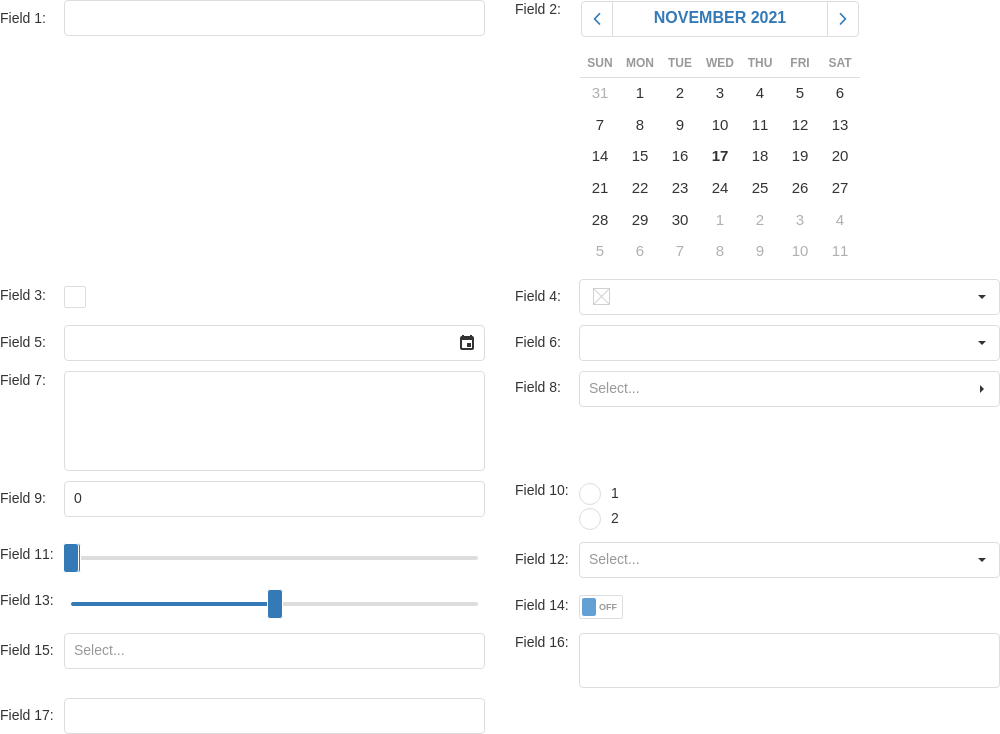 Field 1:
Field 2:
NOVEMBER 2021
SUN MON TUE WED THU FRI SAT
31 1 2 3 4 5 6
7 8 9 10 11 12 13
14 15 16 17 18 19 20
21 22 23 24 25 26 27
28 29 30 1 2 3 4
5 6 7 8 9 10 11
Field 3:
Field 4:
Field 5:
Field 6:
Field 7:
Field 8: Select...
Field 9: 0
Field 10: 1
2
Field 11:
Field 12: Select...
Field 13:
Field 14: OFF
Field 15: Select...
Field 16:
Field 17: